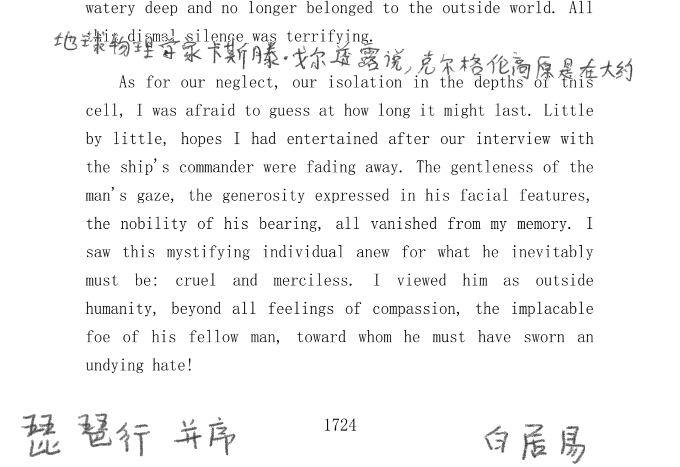 watery deep and no longer belonged to the outside world. All
this dismal silence was terrifying.
地球物理学家卡斯滕·戈尔透露说,克尔格伦高原是在大约
As for our neglect, our isolation in the depths of this
cell, I was afraid to guess at how long it might last. Little
by little, hopes I had entertained after our interview with
the ship's commander were fading away. The gentleness of the
man's gaze, the generosity expressed in his facial features,
the nobility of his bearing, all vanished from my memory. I
saw this mystifying individual anew for what he inevitably
must be: cruel and merciless. I viewed him as outside
humanity, beyond all feelings of compassion, the implacable
foe of his fellow man, toward whom he must have sworn an
undying hate!
1724
琵琶行 并序 白居易